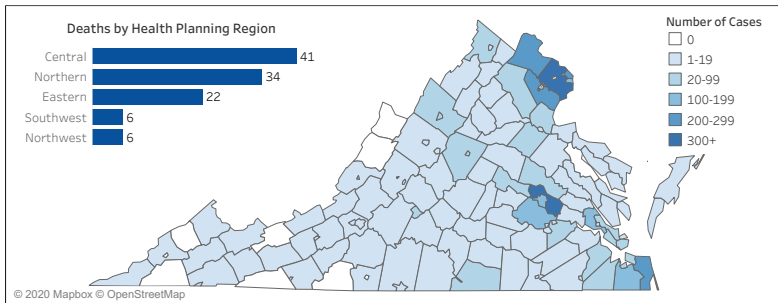 Deaths by Health Planning Region
Central 41
Northern 34
Eastern 22
Southwest 6
Northwest 6
Number of Cases
0
1-19
20-99
100-199
200-299
300+
© 2020 Mapbox © OpenStreetMap